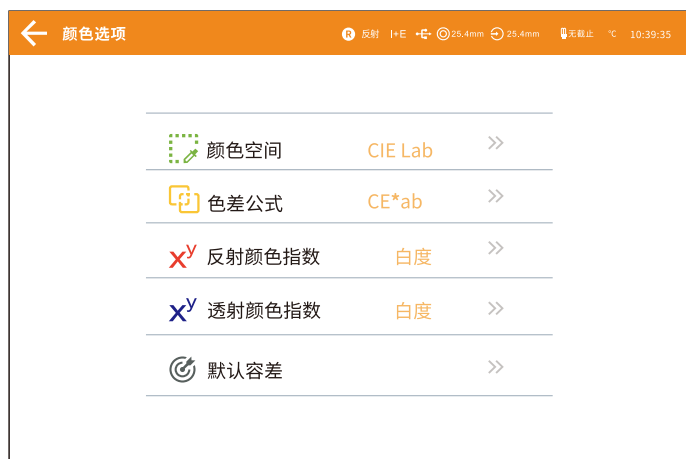 颜色选项 R 反射 I+E 25.4mm 25.4mm 无截止 ℃ 10:39:35
颜色空间 CIE Lab
色差公式 CE*ab
xy 反射颜色指数 白度
xy 透射颜色指数 白度
默认容差